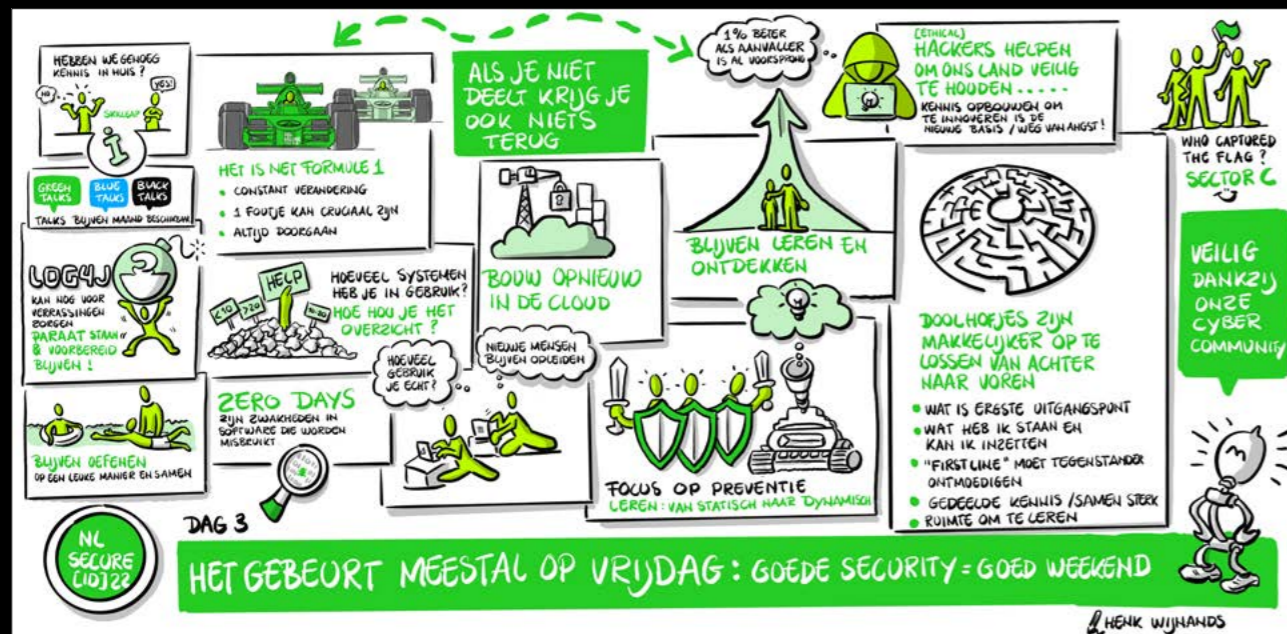 HEBBEN WE GENOEG
KENNIS IN HUIS?
NO
YES!
SKILLGAP
i
GREEN
TALKS
BLUE
TALKS
BLACK
TALKS
TALKS BLIJVEN MAAND BESCHIKBAAR
LOG4J
KAN NOG VOOR
VERRASSINGEN
ZORGEN
PARAAT STAAN
& VOORBEREID
BLIJVEN!
BLIJVEN OEFENEN
OP EEN LEUKE MANIER EN SAMEN
HET IS NET FORMULE 1
• CONSTANT VERANDERING
• 1 FOUTJE KAN CRUCIAAL ZIJN
• ALTIJD DOORGAAN
<10
>20
HELP
10-20
HOEVEEL SYSTEMEN
HEB JE IN GEBRUIK?
HOE HOU JE HET
OVERZICHT?
ZERO DAYS
ZIJN ZWAKHEDEN IN
SOFTWARE DIE WORDEN
MISBRUIKT
ALS JE NIET
DEELT KRIJG JE
OOK NIETS
TERUG
BOUW OPNIEUW
IN DE CLOUD
HOEVEEL
GEBRUIK
JE ECHT?
NIEUWE MENSEN
BLIJVEN OPLEIDEN
1% BETER
ALS AANVALLER
IS AL VOORSPRONG
BLIJVEN LEREN EN
ONTDEKKEN
FOCUS OP PREVENTIE
LEREN: VAN STATISCH NAAR DYNAMISCH
[ETHICAL]
HACKERS HELPEN
OM ONS LAND VEILIG
TE HOUDEN.....
KENNIS OPBOUWEN OM
TE INNOVEREN IS DE
NIEUWE BASIS / WEG VAN ANGST!
DOOLHOFJES ZIJN
MAKKELIJKER OP TE
LOSSEN VAN ACHTER
NAAR VOREN
• WAT IS ERGSTE UITGANGSPUNT
• WAT HEB IK STAAN EN
KAN IK INZETTEN
• "FIRST LINE" MOET TEGENSTANDER
ONTMOEDIGEN
• GEDEELDE KENNIS / SAMEN STERK
• RUIMTE OM TE LEREN
WHO CAPTURED
THE FLAG?
SECTOR C
VEILIG
DANKZIJ
ONZE
CYBER
COMMUNITY
NL
SECURE
[ID]22
DAG 3
HET GEBEURT MEESTAL OP VRIJDAG: GOEDE SECURITY = GOED WEEKEND
HENK WIJNANDS